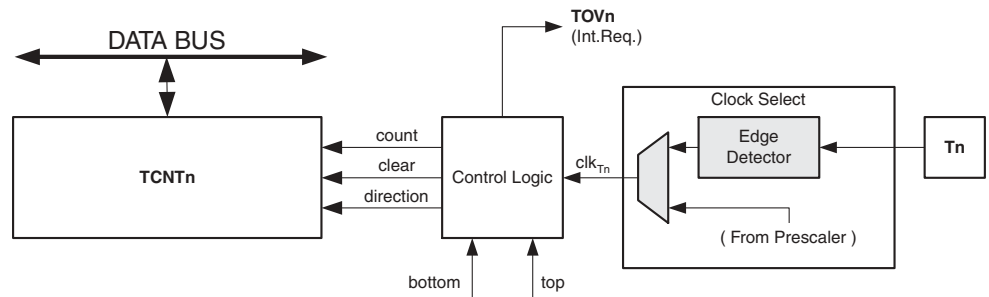 TOVn
(Int.Req.)
DATA BUS
Clock Select
count
Edge
Detector
Tn
TCNTn
clear
Control Logic
clkTn
direction
( From Prescaler )
bottom
top